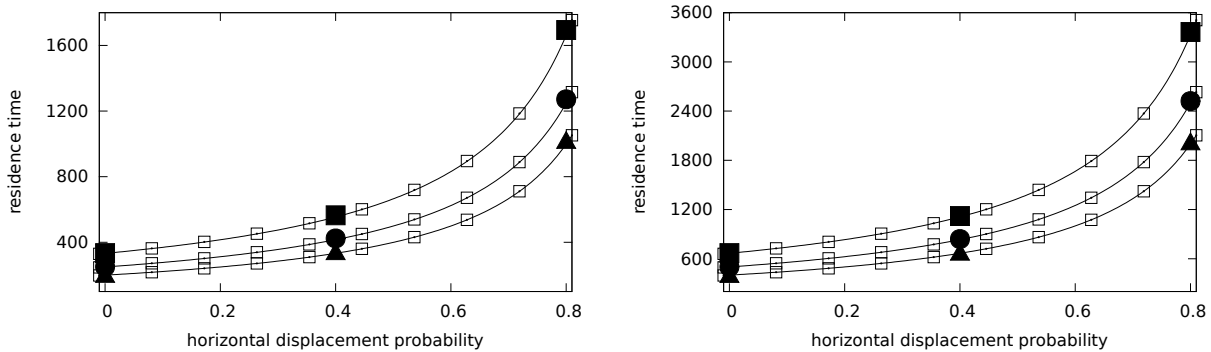 1600
1200
800
400
residence time
0 0.2 0.4 0.6 0.8
horizontal displacement probability
3600
3000
2400
1800
1200
600
residence time
0 0.2 0.4 0.6 0.8
horizontal displacement probability